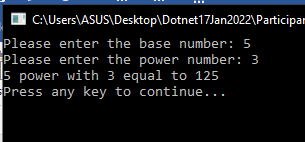 C:\Users\ASUS\Desktop\Dotnet17Jan2022\Participan
Please enter the base number: 5
Please enter the power number: 3
5 power with 3 equal to 125
Press any key to continue...